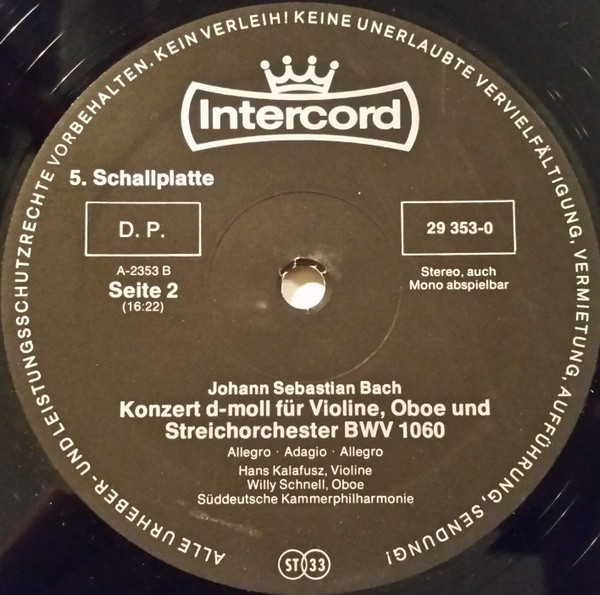 ALLE URHEBER- UND LEISTUNGSSCHUTZRECHTE VORBEHALTEN. KEIN VERLEIH! KEINE UNERLAUBTE VERVIELFÄLTIGUNG, VERMIETUNG, AUFFÜHRUNG, SENDUNG!
Intercord
5. Schallplatte
D. P.
29 353-0
A-2353 B
Seite 2
(16:22)
Stereo, auch
Mono abspielbar
Johann Sebastian Bach
Konzert d-moll für Violine, Oboe und
Streichorchester BWV 1060
Allegro · Adagio · Allegro
Hans Kalafusz, Violine
Willy Schnell, Oboe
Süddeutsche Kammerphilharmonie
ST 33